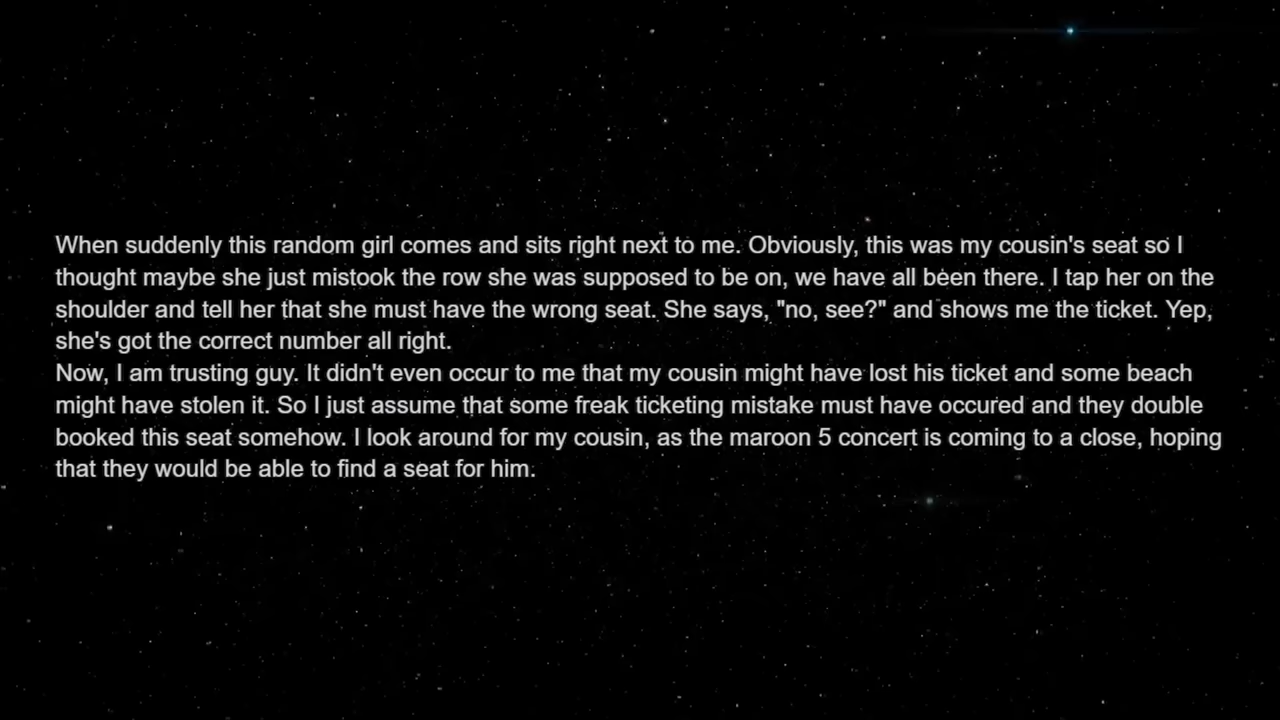 When suddenly this random girl comes and sits right next to me. Obviously, this was my cousin's seat so I
thought maybe she just mistook the row she was supposed to be on, we have all been there. I tap her on the
shoulder and tell her that she must have the wrong seat. She says, "no, see?" and shows me the ticket. Yep,
she's got the correct number all right.
Now, I am trusting guy. It didn't even occur to me that my cousin might have lost his ticket and some beach
might have stolen it. So I just assume that some freak ticketing mistake must have occured and they double
booked this seat somehow. I look around for my cousin, as the maroon 5 concert is coming to a close, hoping
that they would be able to find a seat for him.